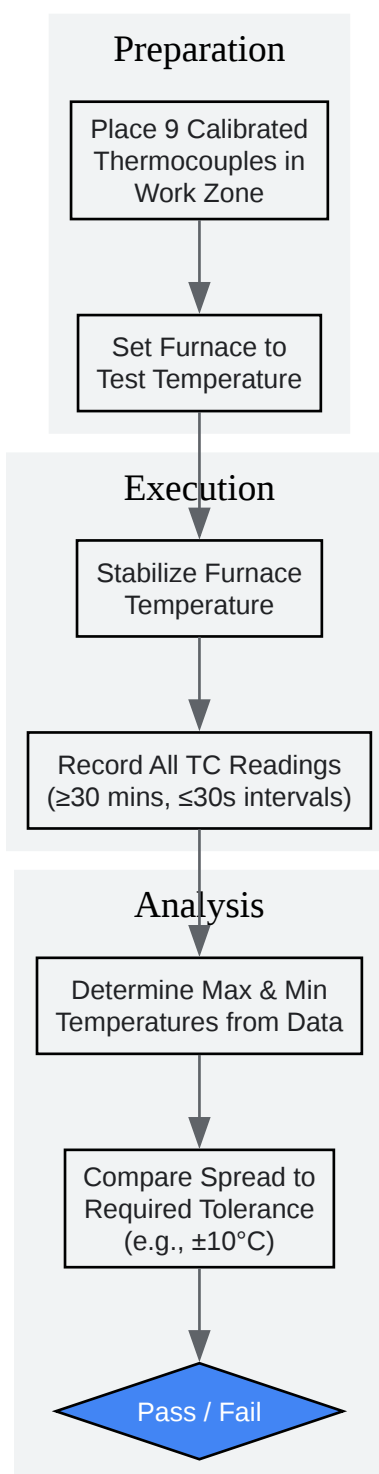 Preparation
Place 9 Calibrated
Thermocouples in
Work Zone
Set Furnace to
Test Temperature
Execution
Stabilize Furnace
Temperature
Record All TC Readings
(≥30 mins, ≤30s intervals)
Analysis
Determine Max & Min
Temperatures from Data
Compare Spread to
Required Tolerance
(e.g., ±10°C)
Pass / Fail